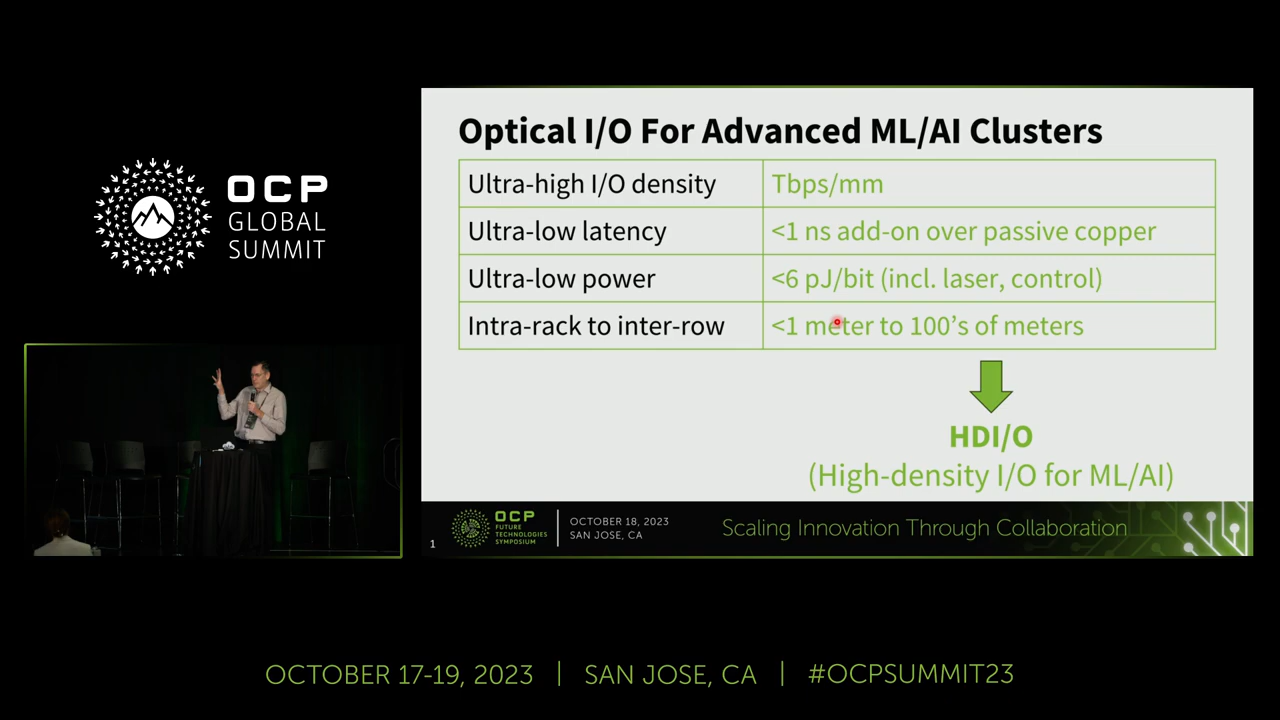 OCP
GLOBAL
SUMMIT
Optical I/O For Advanced ML/AI Clusters
Ultra-high I/O density Tbps/mm
Ultra-low latency <1 ns add-on over passive copper
Ultra-low power <6 pJ/bit (incl. laser, control)
Intra-rack to inter-row <1 meter to 100's of meters
HDI/O
(High-density I/O for ML/AI)
1
OCP
FUTURE
TECHNOLOGIES
SYMPOSIUM
OCTOBER 18, 2023
SAN JOSE, CA
Scaling Innovation Through Collaboration
OCTOBER 17-19, 2023 | SAN JOSE, CA | #OCPSUMMIT23